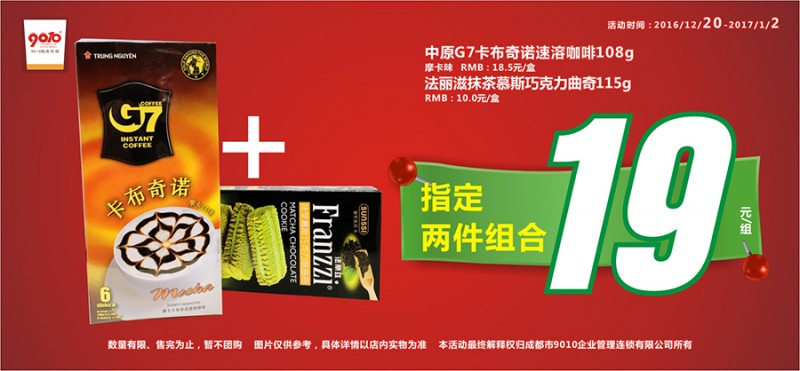 9010
活动时间：2016/12/20-2017/1/2
中原G7卡布奇诺速溶咖啡108g
摩卡味 RMB：18.5元/盒
法丽滋抹茶慕斯巧克力曲奇115g
RMB：10.0元/盒
TRUNG NGUYÊN
G7
COFFEE
INSTANT
COFFEE
卡布奇诺
6
Mocha
sunssi
Franzzi
法丽兹
MATCHA CHOCOLATE
COOKIE
+
指定
两件组合
19
元/组
数量有限、售完为止，暂不团购 图片仅供参考，具体详情以店内实物为准 本活动最终解释权归成都市9010企业管理连锁有限公司所有